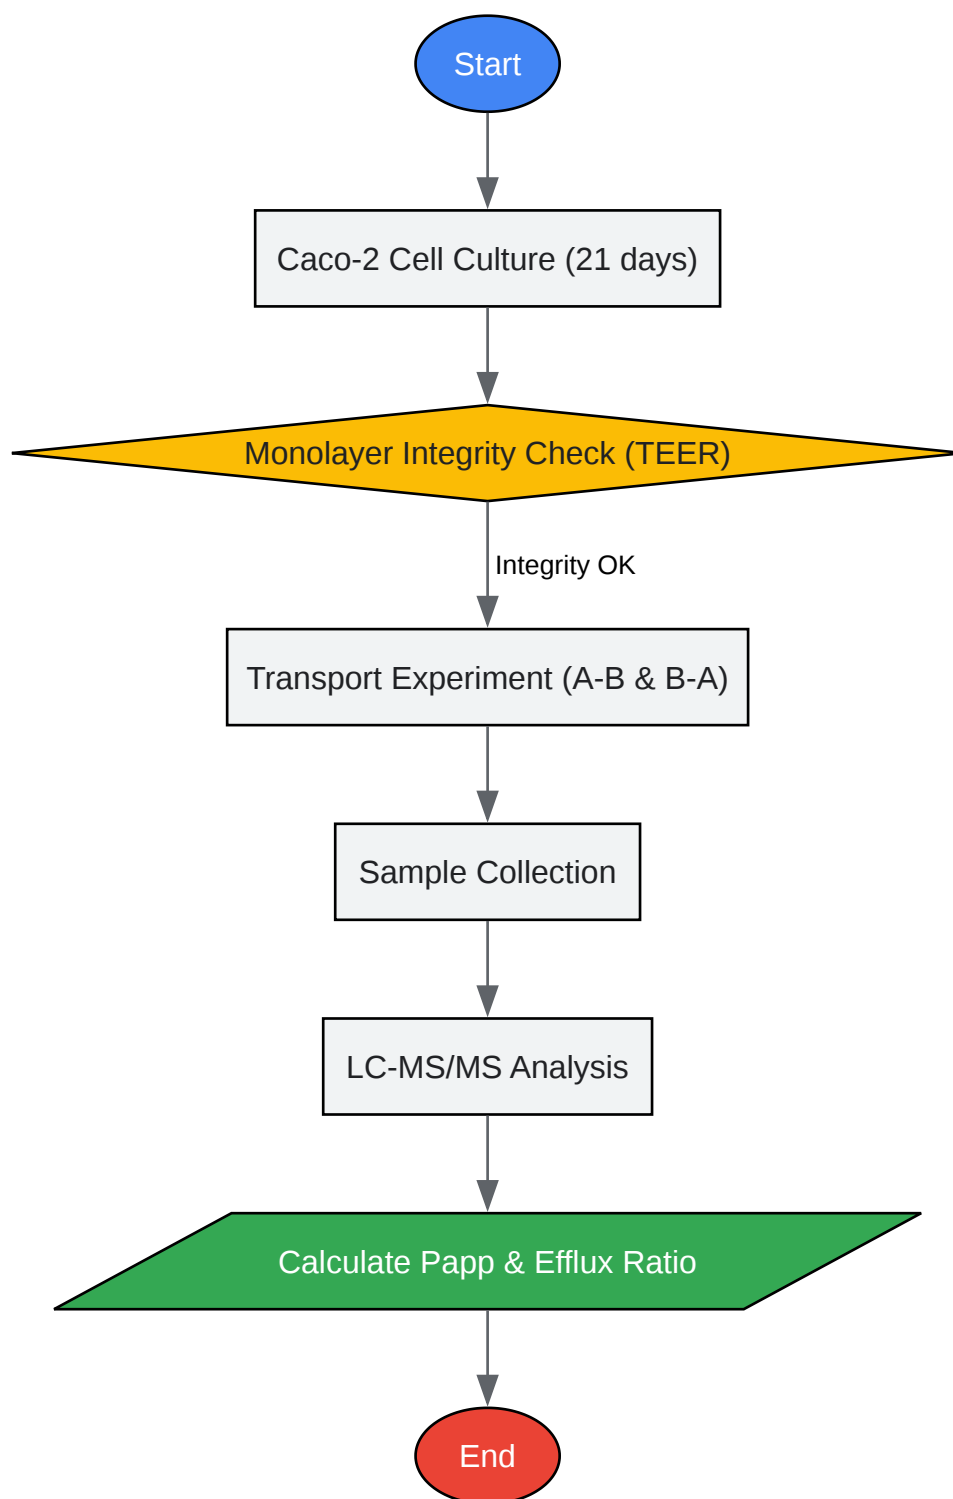 Start
Caco-2 Cell Culture (21 days)
Monolayer Integrity Check (TEER)
Integrity OK
Transport Experiment (A-B & B-A)
Sample Collection
LC-MS/MS Analysis
Calculate Papp & Efflux Ratio
End